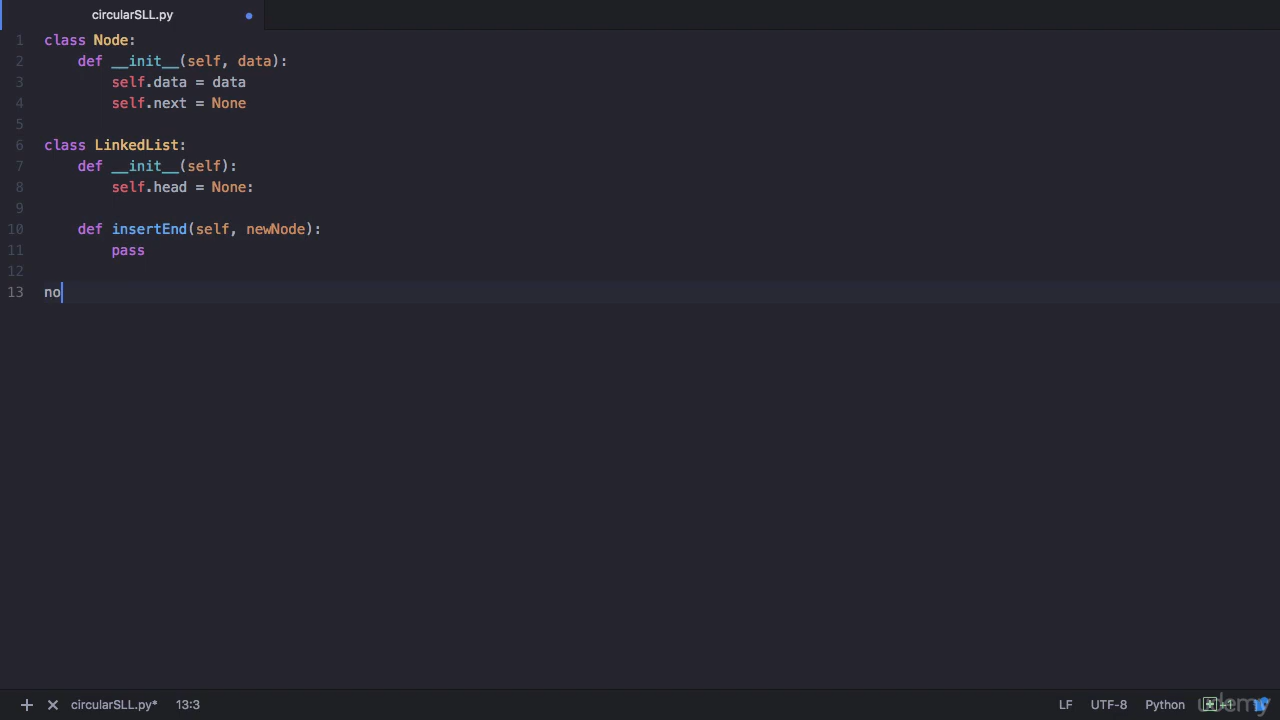 circularSLL.py
1 class Node:
2     def __init__(self, data):
3         self.data = data
4         self.next = None
5
6 class LinkedList:
7     def __init__(self):
8         self.head = None:
9
10     def insertEnd(self, newNode):
11         pass
12
13 no
+ × circularSLL.py* 13:3 LF UTF-8 Python +1
udemy